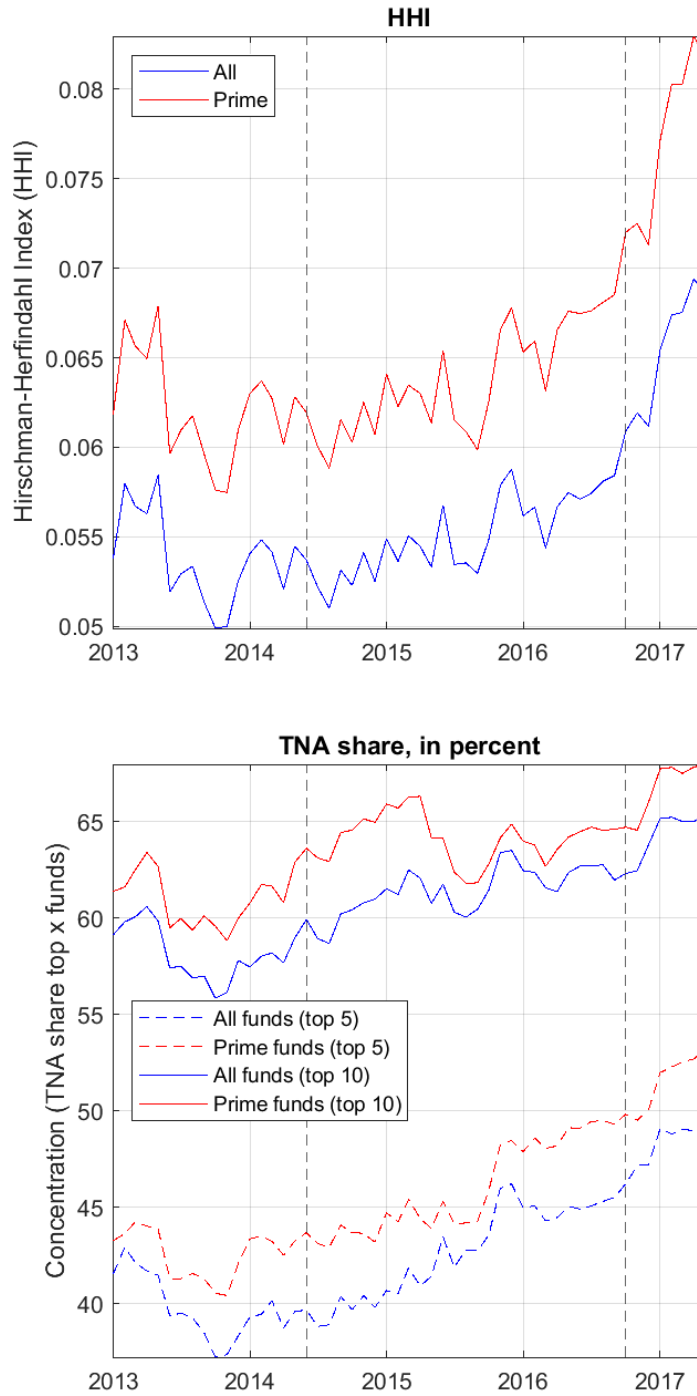 HHI
All
Prime
Hirschman-Herfindahl Index (HHI)
0.08
0.075
0.07
0.065
0.06
0.055
0.05
2013
2014
2015
2016
2017
TNA share, in percent
Concentration (TNA share top x funds)
65
60
55
50
45
40
All funds (top 5)
Prime funds (top 5)
All funds (top 10)
Prime funds (top 10)
2013
2014
2015
2016
2017